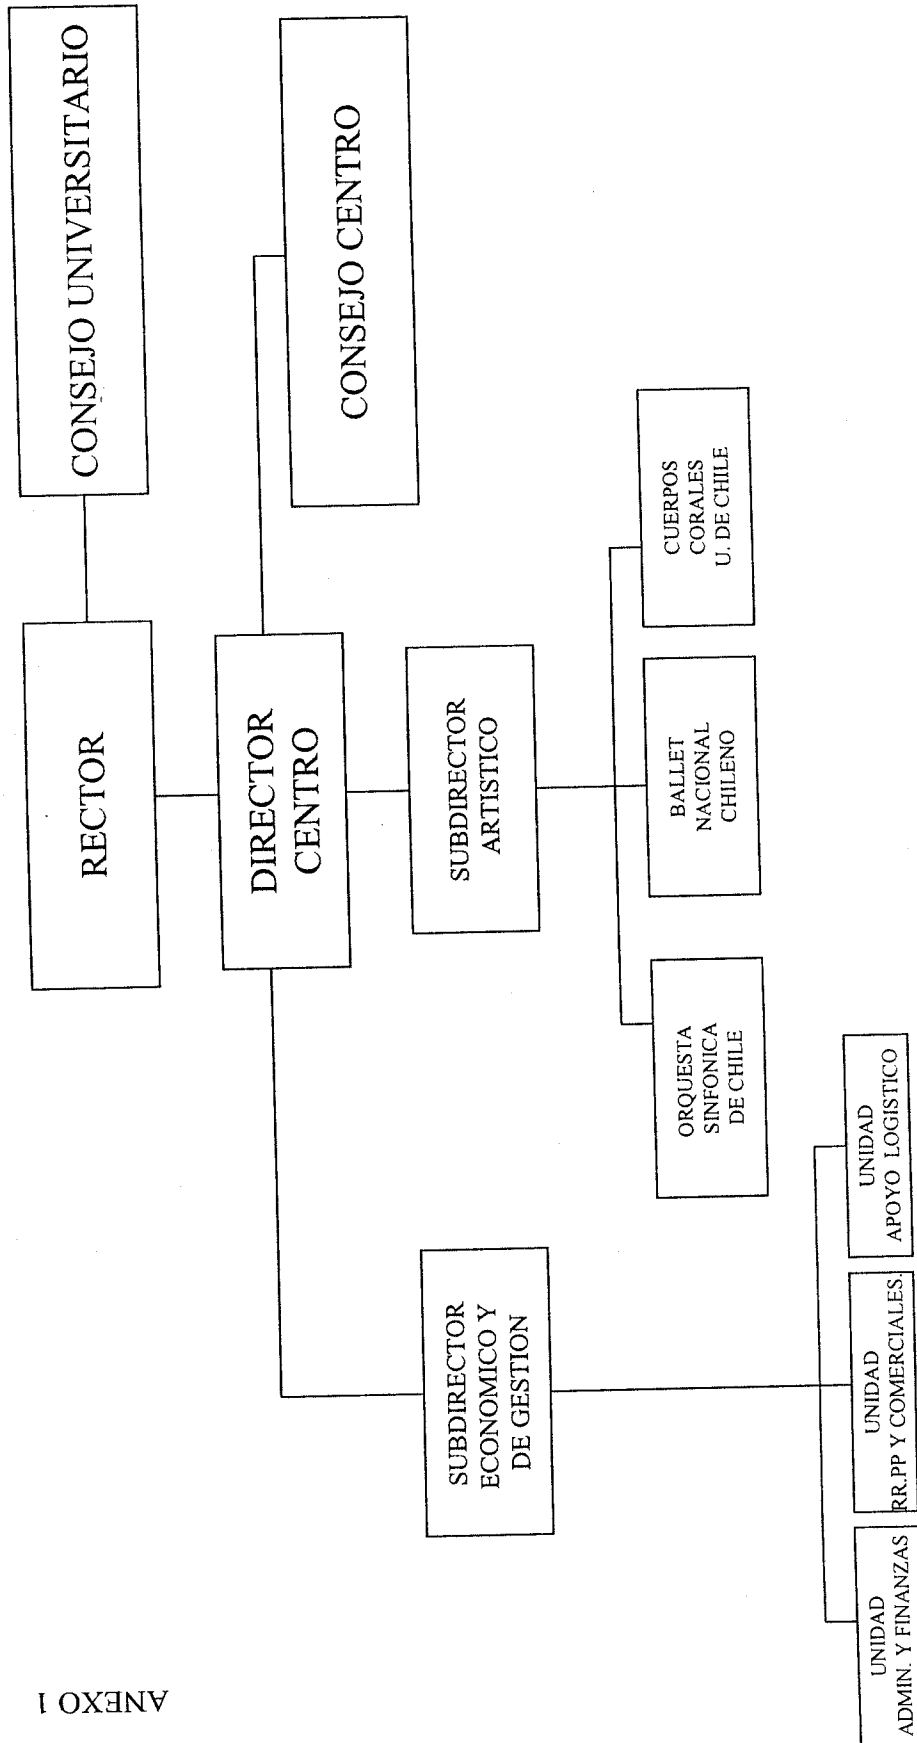 ANEXO 1
CONSEJO UNIVERSITARIO
RECTOR
DIRECTOR
CENTRO
CONSEJO CENTRO
SUBDIRECTOR
ECONOMICO Y
DE GESTION
SUBDIRECTOR
ARTISTICO
ORQUESTA
SINFONICA
DE CHILE
BALLET
NACIONAL
CHILENO
CUERPOS
CORALES
U. DE CHILE
UNIDAD
ADMIN. Y FINANZAS
UNIDAD
RR.PP Y COMERCIALES.
UNIDAD
APOYO LOGISTICO